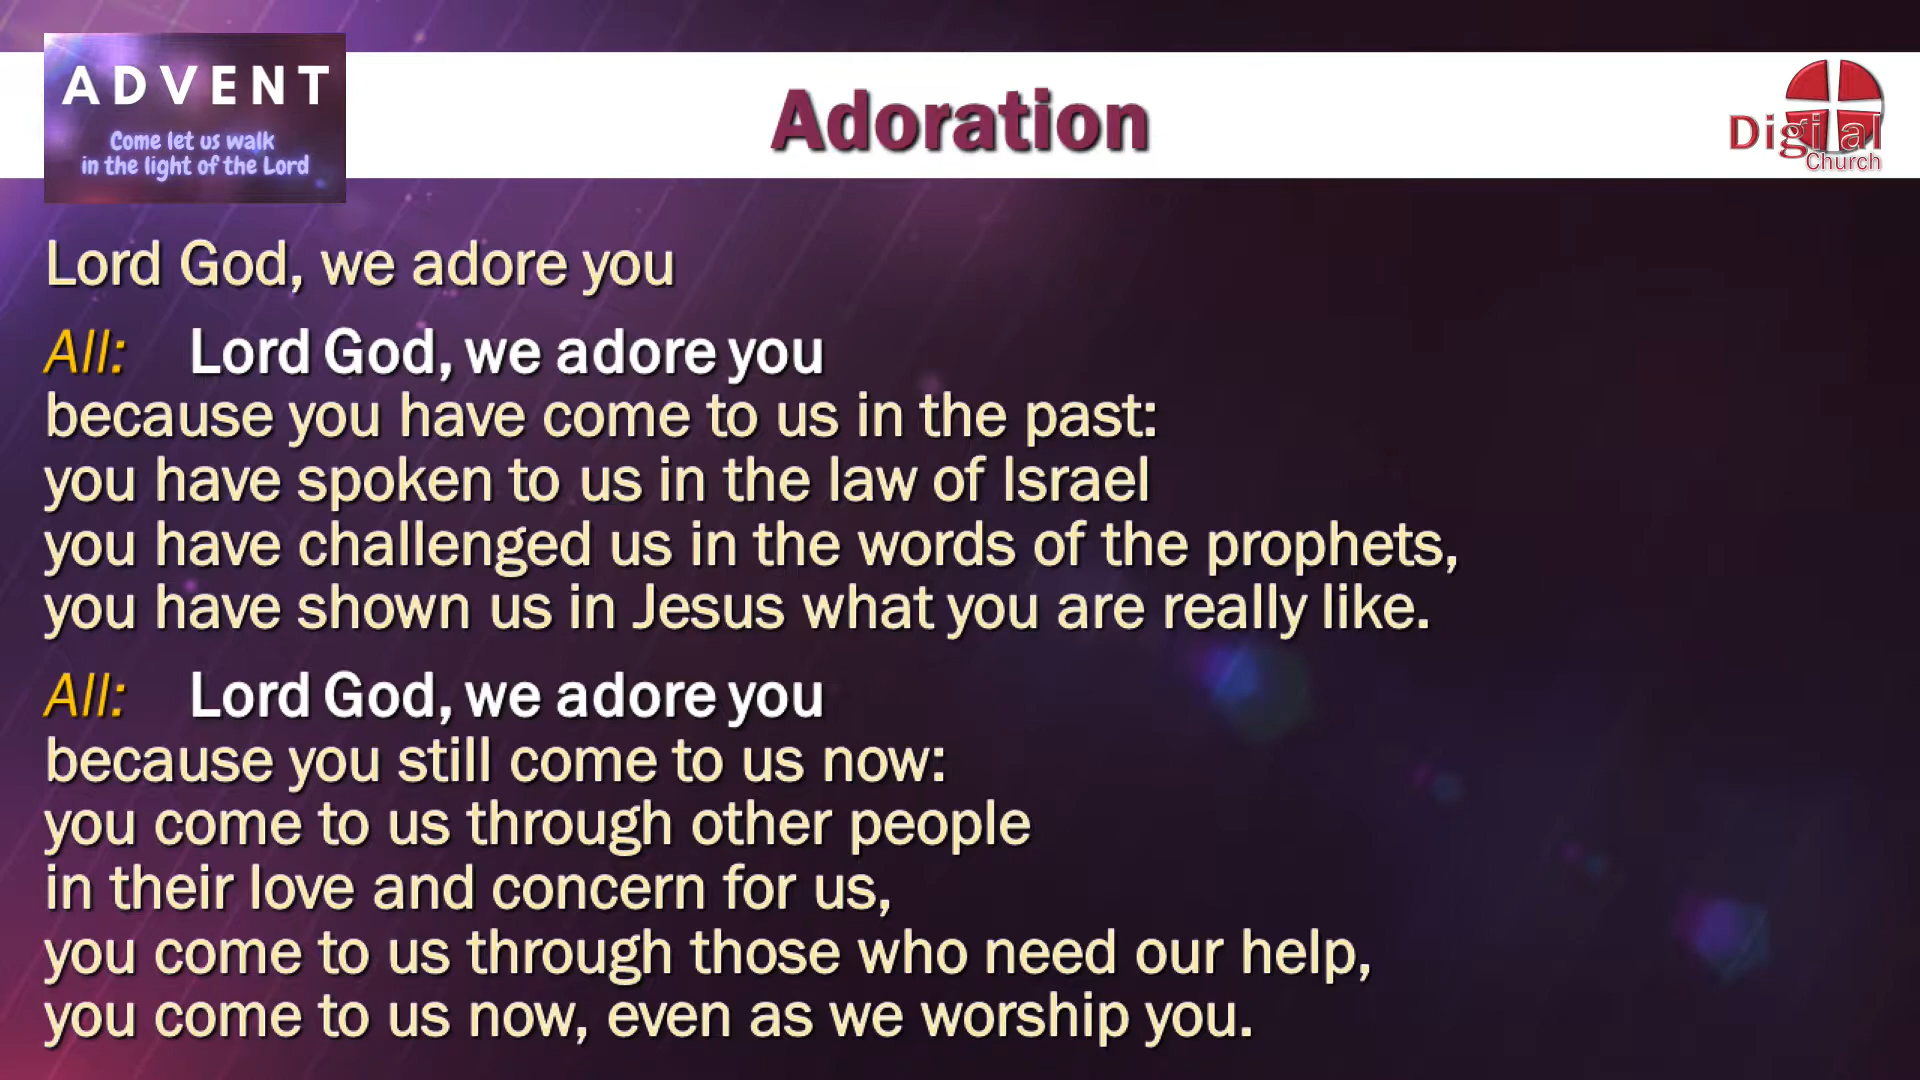 ADVENT
Come let us walk
in the light of the Lord
Adoration
Digital
Church
Lord God, we adore you
All: Lord God, we adore you
because you have come to us in the past:
you have spoken to us in the law of Israel
you have challenged us in the words of the prophets,
you have shown us in Jesus what you are really like.
All: Lord God, we adore you
because you still come to us now:
you come to us through other people
in their love and concern for us,
you come to us through those who need our help,
you come to us now, even as we worship you.